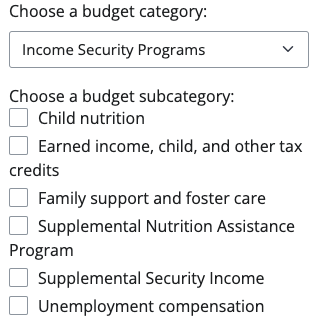 Choose a budget category:
Income Security Programs
Choose a budget subcategory:
Child nutrition
Earned income, child, and other tax
credits
Family support and foster care
Supplemental Nutrition Assistance
Program
Supplemental Security Income
Unemployment compensation